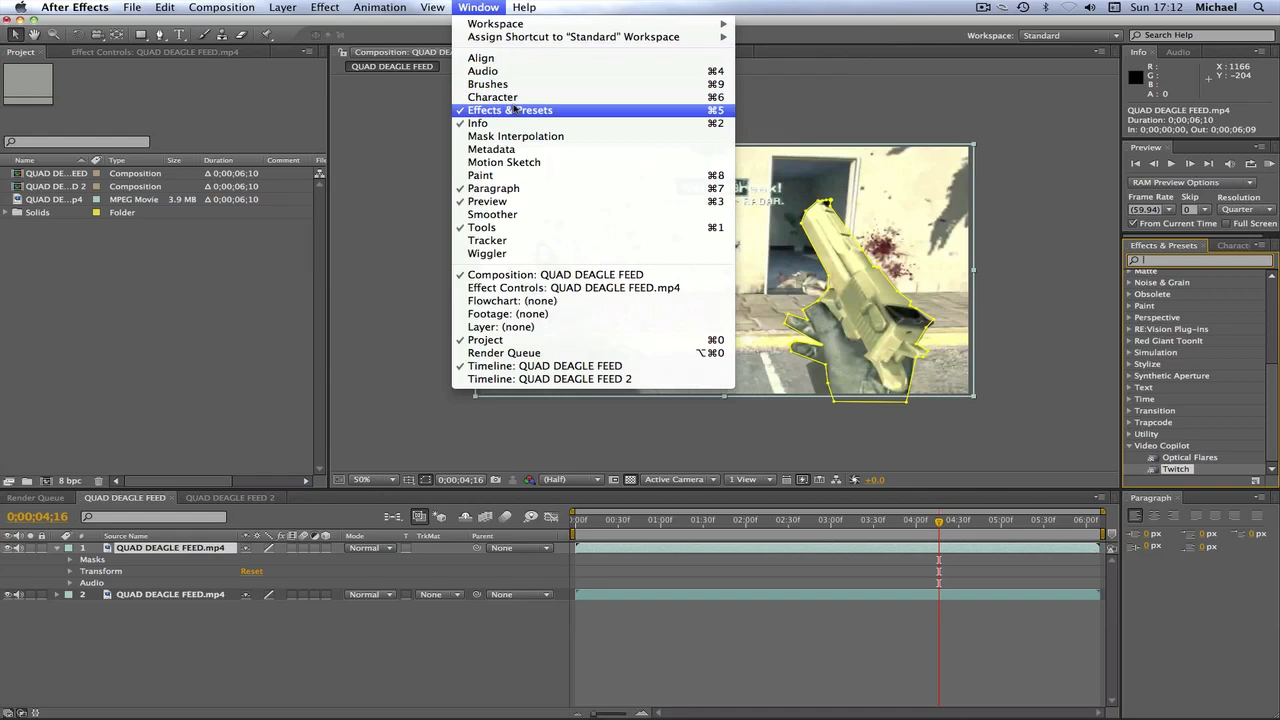 After Effects File Edit Composition Layer Effect Animation View Window Help
SUN 17:12 Michael
Workspace: Standard
Search Help
Project
Effect Controls: QUAD DEAGLE FEED.mp4
Name Type Size Duration Comment File
QUAD DE...EED Composition 0;00;06;10
QUAD DE...D 2 Composition 0;00;06;10
QUAD DE....p4 MPEG Movie 3.9 MB 0;00;06;10
Solids Folder
8 bpc
Composition: QUAD DE
QUAD DEAGLE FEED
Workspace
Assign Shortcut to “Standard” Workspace
Align
Audio ⌘4
Brushes ⌘9
Character ⌘6
Effects & Presets ⌘5
Info ⌘2
Mask Interpolation
Metadata
Motion Sketch
Paint ⌘8
Paragraph ⌘7
Preview ⌘3
Smoother
Tools ⌘1
Tracker
Wiggler
Composition: QUAD DEAGLE FEED
Effect Controls: QUAD DEAGLE FEED.mp4
Flowchart: (none)
Footage: (none)
Layer: (none)
Project ⌘0
Render Queue ⌥⌘0
Timeline: QUAD DEAGLE FEED
Timeline: QUAD DEAGLE FEED 2
RADAR.
50% 0;00;04;16 (Half) Active Camera 1 View +0.0
Info Audio
R : X : 1166
G : Y : -204
B :
A : 0
QUAD DEAGLE FEED.mp4
Duration: 0;00;06;10
In: 0;00;00;00, Out: 0;00;06;09
Preview
RAM Preview Options
Frame Rate Skip Resolution
(59.94) 0 Quarter
From Current Time Full Screen
Effects & Presets Charact
Matte
Noise & Grain
Obsolete
Paint
Perspective
RE:Vision Plug-ins
Red Giant ToonIt
Simulation
Stylize
Synthetic Aperture
Text
Time
Transition
Trapcode
Utility
Video Copilot
Optical Flares
Twitch
Paragraph
0 px 0 px 0 px
0 px 0 px
Render Queue QUAD DEAGLE FEED QUAD DEAGLE FEED 2
0;00;04;16
# Source Name Mode T TrkMat Parent
:00f 00:30f 01:00f 01:30f 02:00f 02:30f 03:00f 03:30f 04:00f 04:30f 05:00f 05:30f 06:00f
1 QUAD DEAGLE FEED.mp4 Normal None
Masks
Transform Reset
Audio
2 QUAD DEAGLE FEED.mp4 Normal None None